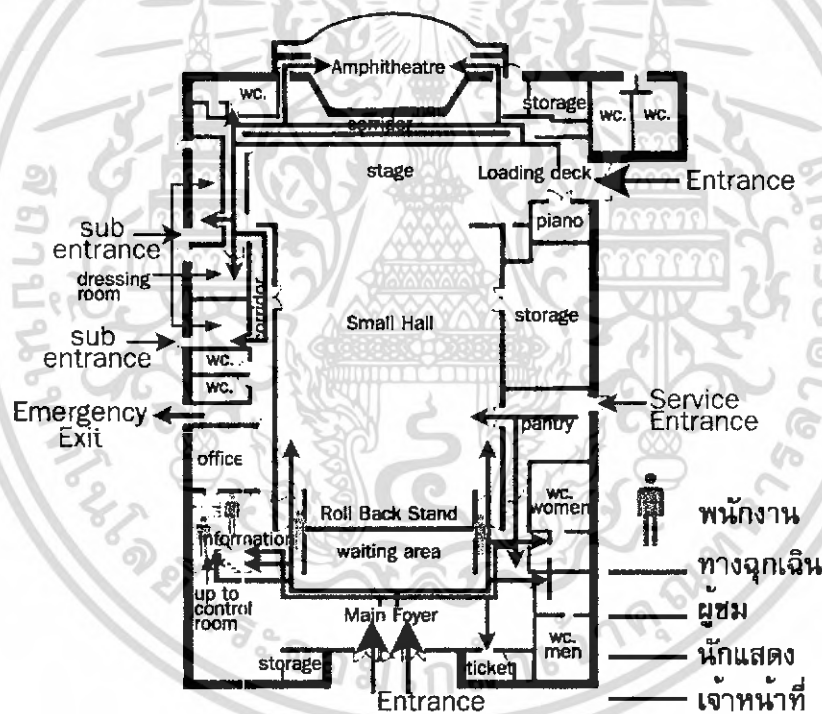 Amphitheatre
wc.
storage
wc.
wc.
corridor
stage
Loading deck
Entrance
piano
sub
entrance
dressing
room
corridor
Small Hall
storage
sub
entrance
wc.
wc.
Emergency
Exit
Service
Entrance
pantry
office
wc.
women
Roll Back Stand
information
waiting area
up to
control
room
Main Foyer
wc.
men
storage
ticket
Entrance
พนักงาน
ทางฉุกเฉิน
ผู้ชม
นักแสดง
เจ้าหน้าที่